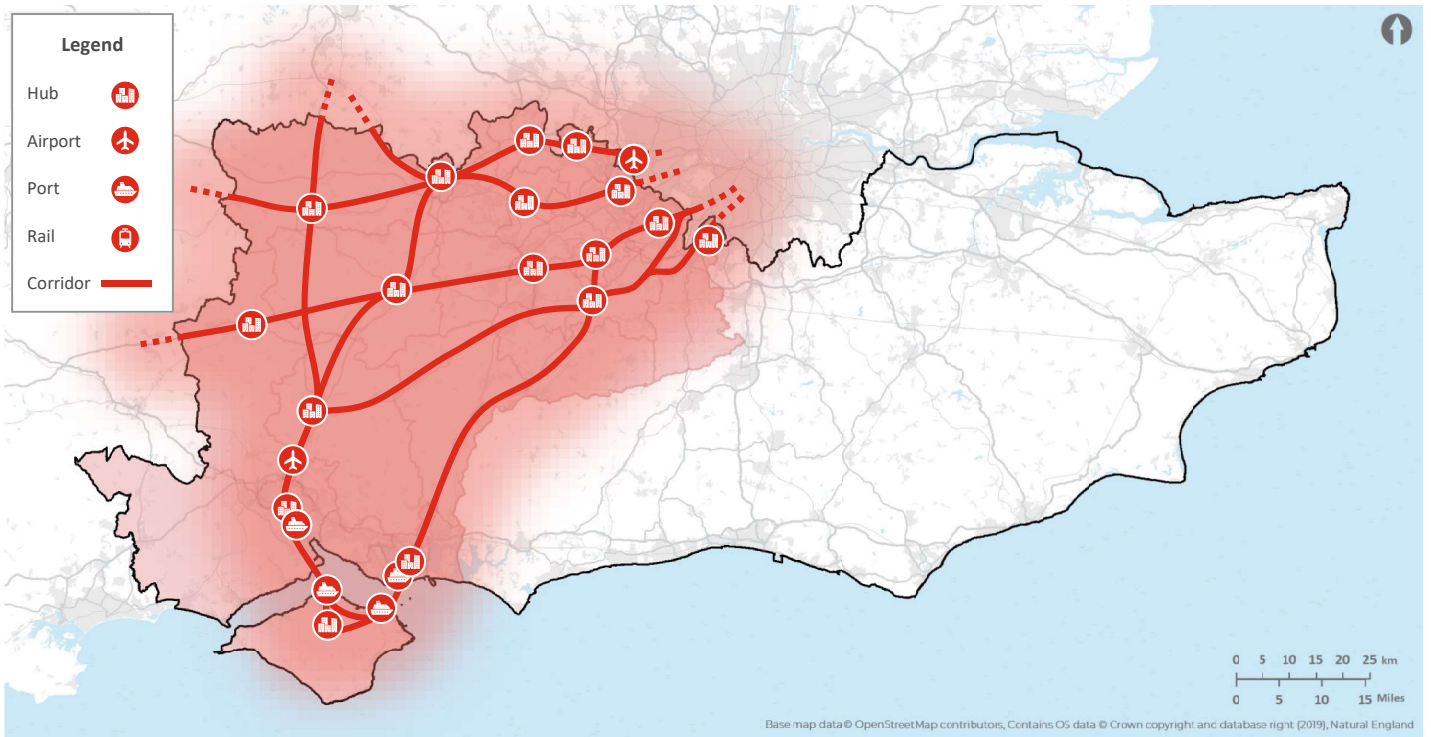 Legend
Hub
Airport
Port
Rail
Corridor
0 5 10 15 20 25 km
0 5 10 15 Miles
Base map data © OpenStreetMap contributors, Contains OS data © Crown copyright and database right (2019), Natural England